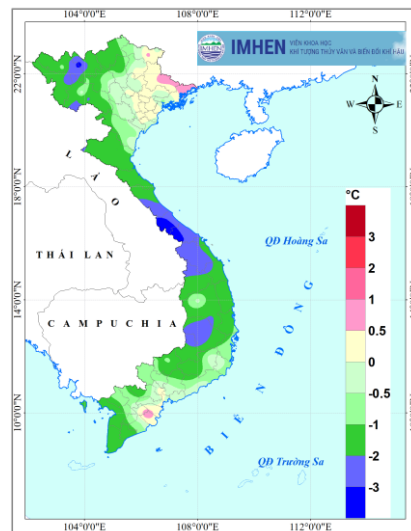 104°0'0"E 108°0'0"E 112°0'0"E
IMHEN
VIỆN KHOA HỌC
KHÍ TƯỢNG THỦY VĂN VÀ BIẾN ĐỔI KHÍ HẬU
22°0'0"N
N
W E
S
LÀO
18°0'0"N
°C
3
2
1
0.5
0
-0.5
-1
-2
-3
QĐ Hoàng Sa
THÁI LAN
14°0'0"N
CAMPUCHIA
BIỂN ĐÔNG
10°0'0"N
QĐ Trường Sa
104°0'0"E 108°0'0"E 112°0'0"E